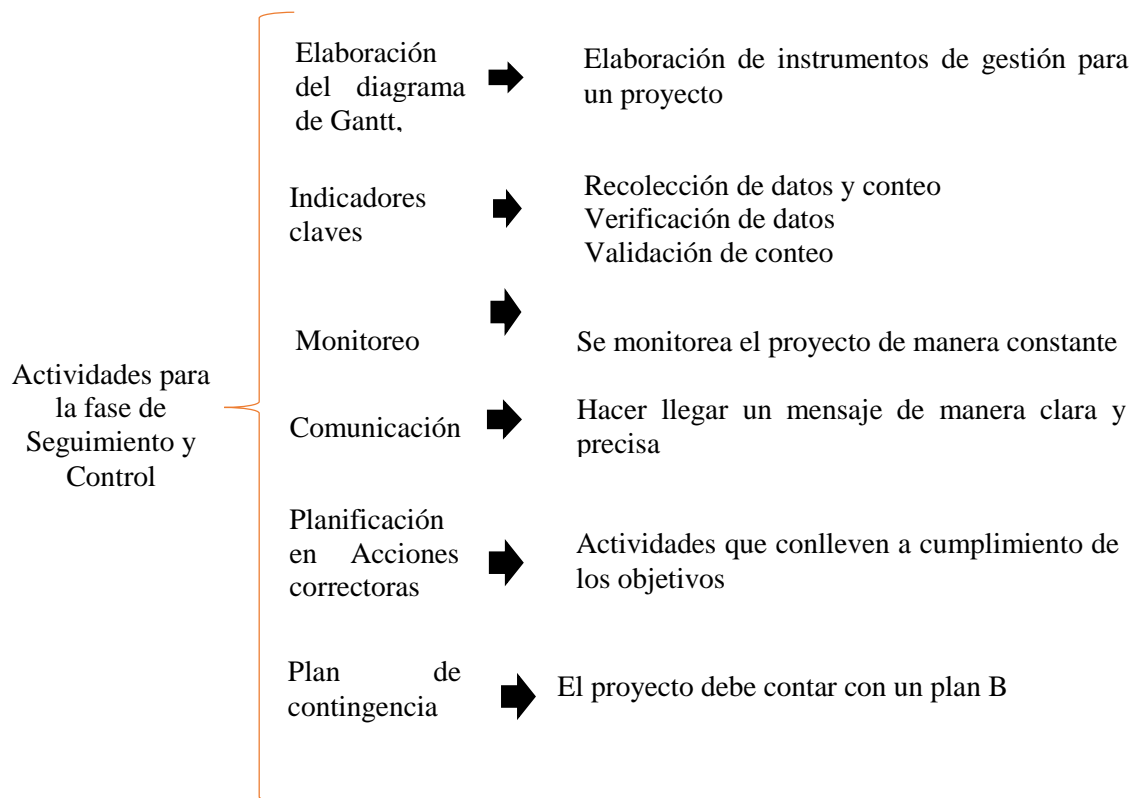 Actividades para
la fase de
Seguimiento y
Control
Elaboración
del diagrama
de Gantt,
Elaboración de instrumentos de gestión para
un proyecto
Indicadores
claves
Recolección de datos y conteo
Verificación de datos
Validación de conteo
Monitoreo
Se monitorea el proyecto de manera constante
Comunicación
Hacer llegar un mensaje de manera clara y
precisa
Planificación
en Acciones
correctoras
Actividades que conlleven a cumplimiento de
los objetivos
Plan de
contingencia
El proyecto debe contar con un plan B